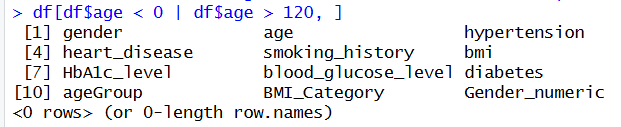 > df[df$age < 0 | df$age > 120, ]
 [1] gender              age                 hypertension
 [4] heart_disease       smoking_history     bmi
 [7] HbA1c_level         blood_glucose_level diabetes
[10] ageGroup            BMI_Category        Gender_numeric
<0 rows> (or 0-length row.names)